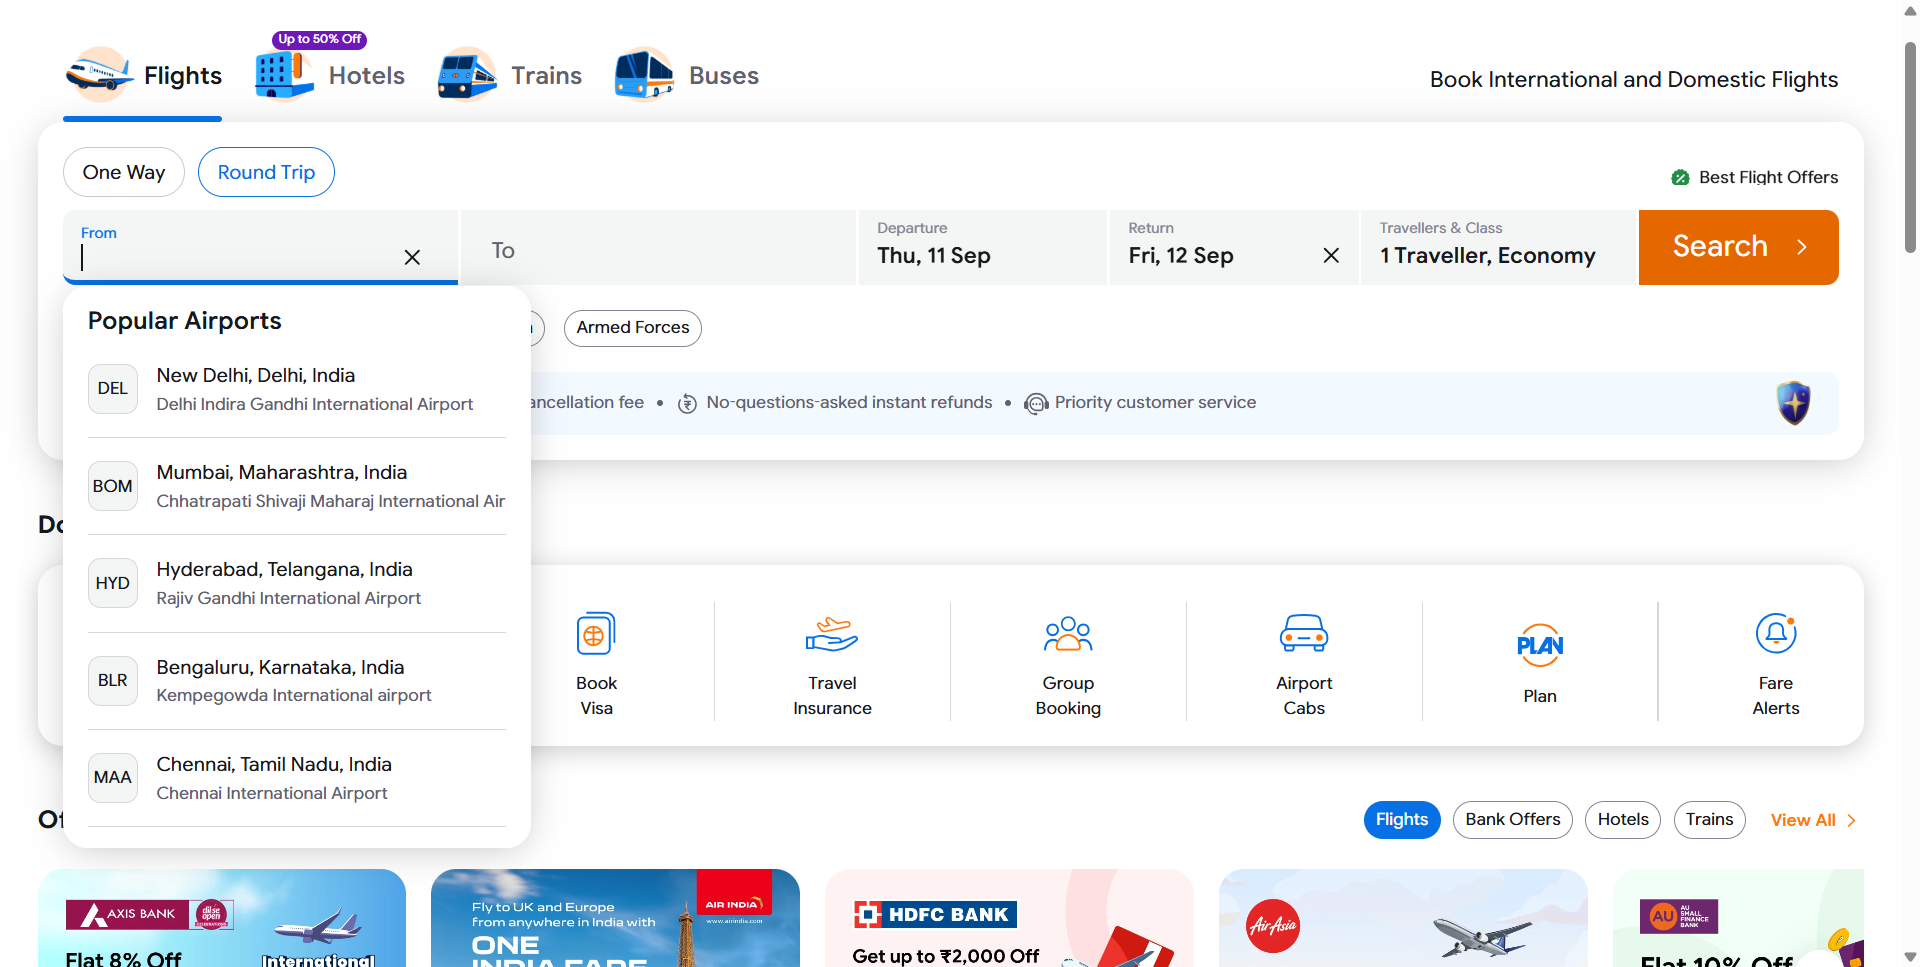 Up to 50% Off
Flights
Hotels
Trains
Buses
Book International and Domestic Flights
One Way
Round Trip
Best Flight Offers
From
To
Departure
Thu, 11 Sep
Return
Fri, 12 Sep
Travellers & Class
1 Traveller, Economy
Search
Popular Airports
Armed Forces
DEL
New Delhi, Delhi, India
Delhi Indira Gandhi International Airport
ancellation fee • No-questions-asked instant refunds • Priority customer service
BOM
Mumbai, Maharashtra, India
Chhatrapati Shivaji Maharaj International Air
HYD
Hyderabad, Telangana, India
Rajiv Gandhi International Airport
BLR
Bengaluru, Karnataka, India
Kempegowda International airport
MAA
Chennai, Tamil Nadu, India
Chennai International Airport
Book
Visa
Travel
Insurance
Group
Booking
Airport
Cabs
PLAN
Plan
Fare
Alerts
Flights
Bank Offers
Hotels
Trains
View All
AXIS BANK
dil se
open
Flat 8% Off
International
Fly to UK and Europe
from anywhere in India with
ONE
INDIA FARE
AIR INDIA
www.airindia.com
HDFC BANK
Get up to ₹2,000 Off
AirAsia
AU
AU
SMALL
FINANCE
BANK
Flat 10% Off